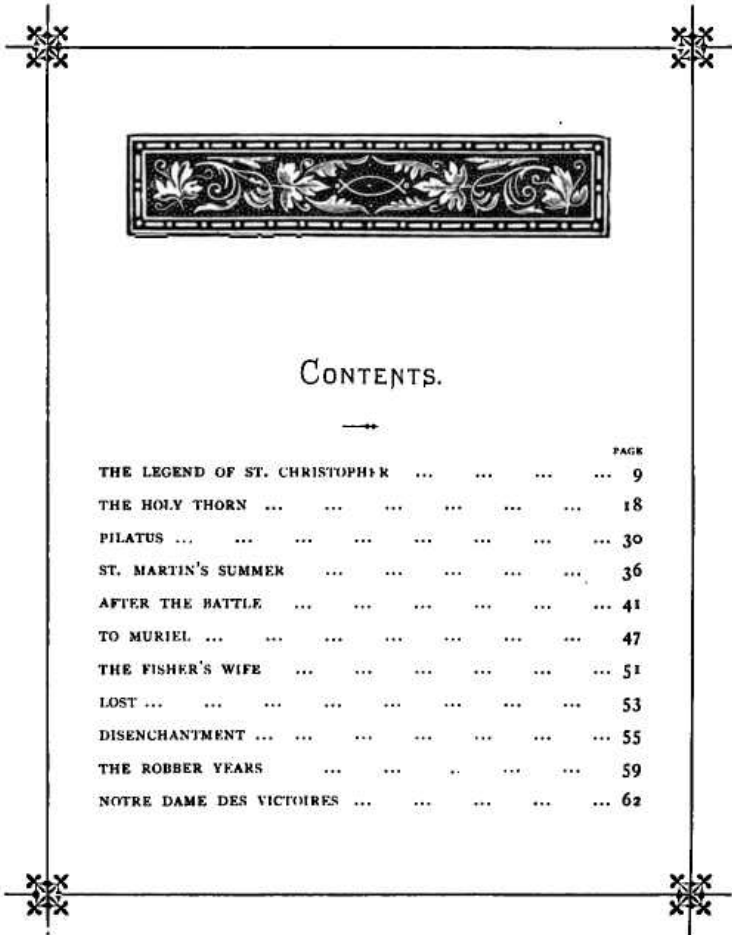 CONTENTS.
PAGE
THE LEGEND OF ST. CHRISTOPHER ... ... ... ... 9
THE HOLY THORN ... ... ... ... ... ... 18
PILATUS ... ... ... ... ... ... ... ... 30
ST. MARTIN'S SUMMER ... ... ... ... ... 36
AFTER THE BATTLE ... ... ... ... ... ... 41
TO MURIEL ... ... ... ... ... ... ... 47
THE FISHER'S WIFE ... ... ... ... ... ... 51
LOST ... ... ... ... ... ... ... ... 53
DISENCHANTMENT ... ... ... ... ... ... ... 55
THE ROBBER YEARS ... ... .. ... ... 59
NOTRE DAME DES VICTOIRES ... ... ... ... ... 62